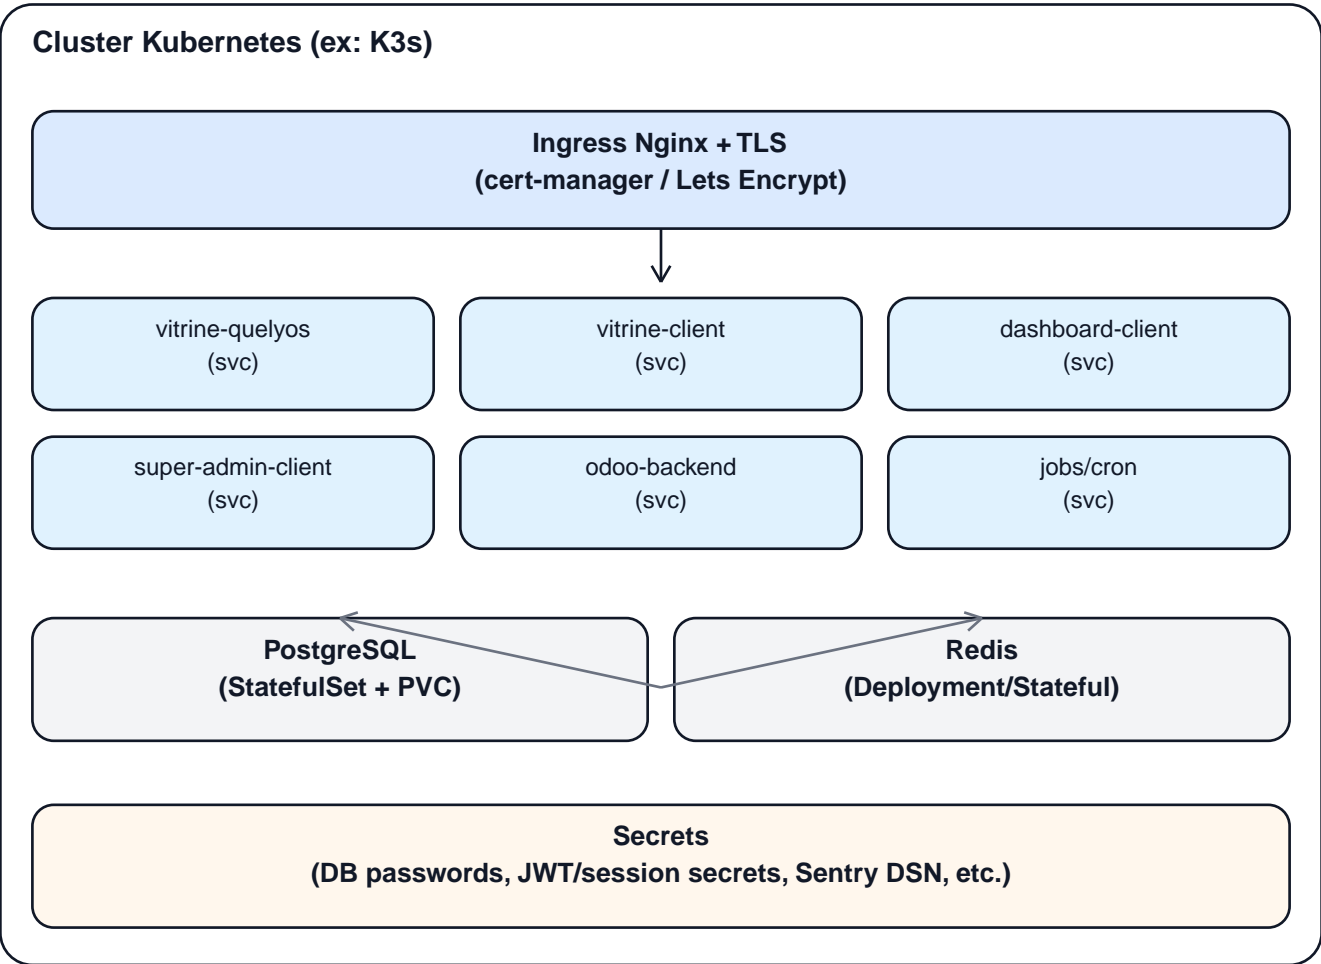 Cluster Kubernetes (ex: K3s)
Ingress Nginx + TLS
(cert-manager / Lets Encrypt)
vitrine-quelyos
(svc)
vitrine-client
(svc)
dashboard-client
(svc)
super-admin-client
(svc)
odoo-backend
(svc)
jobs/cron
(svc)
PostgreSQL
(StatefulSet + PVC)
Redis
(Deployment/Stateful)
Secrets
(DB passwords, JWT/session secrets, Sentry DSN, etc.)